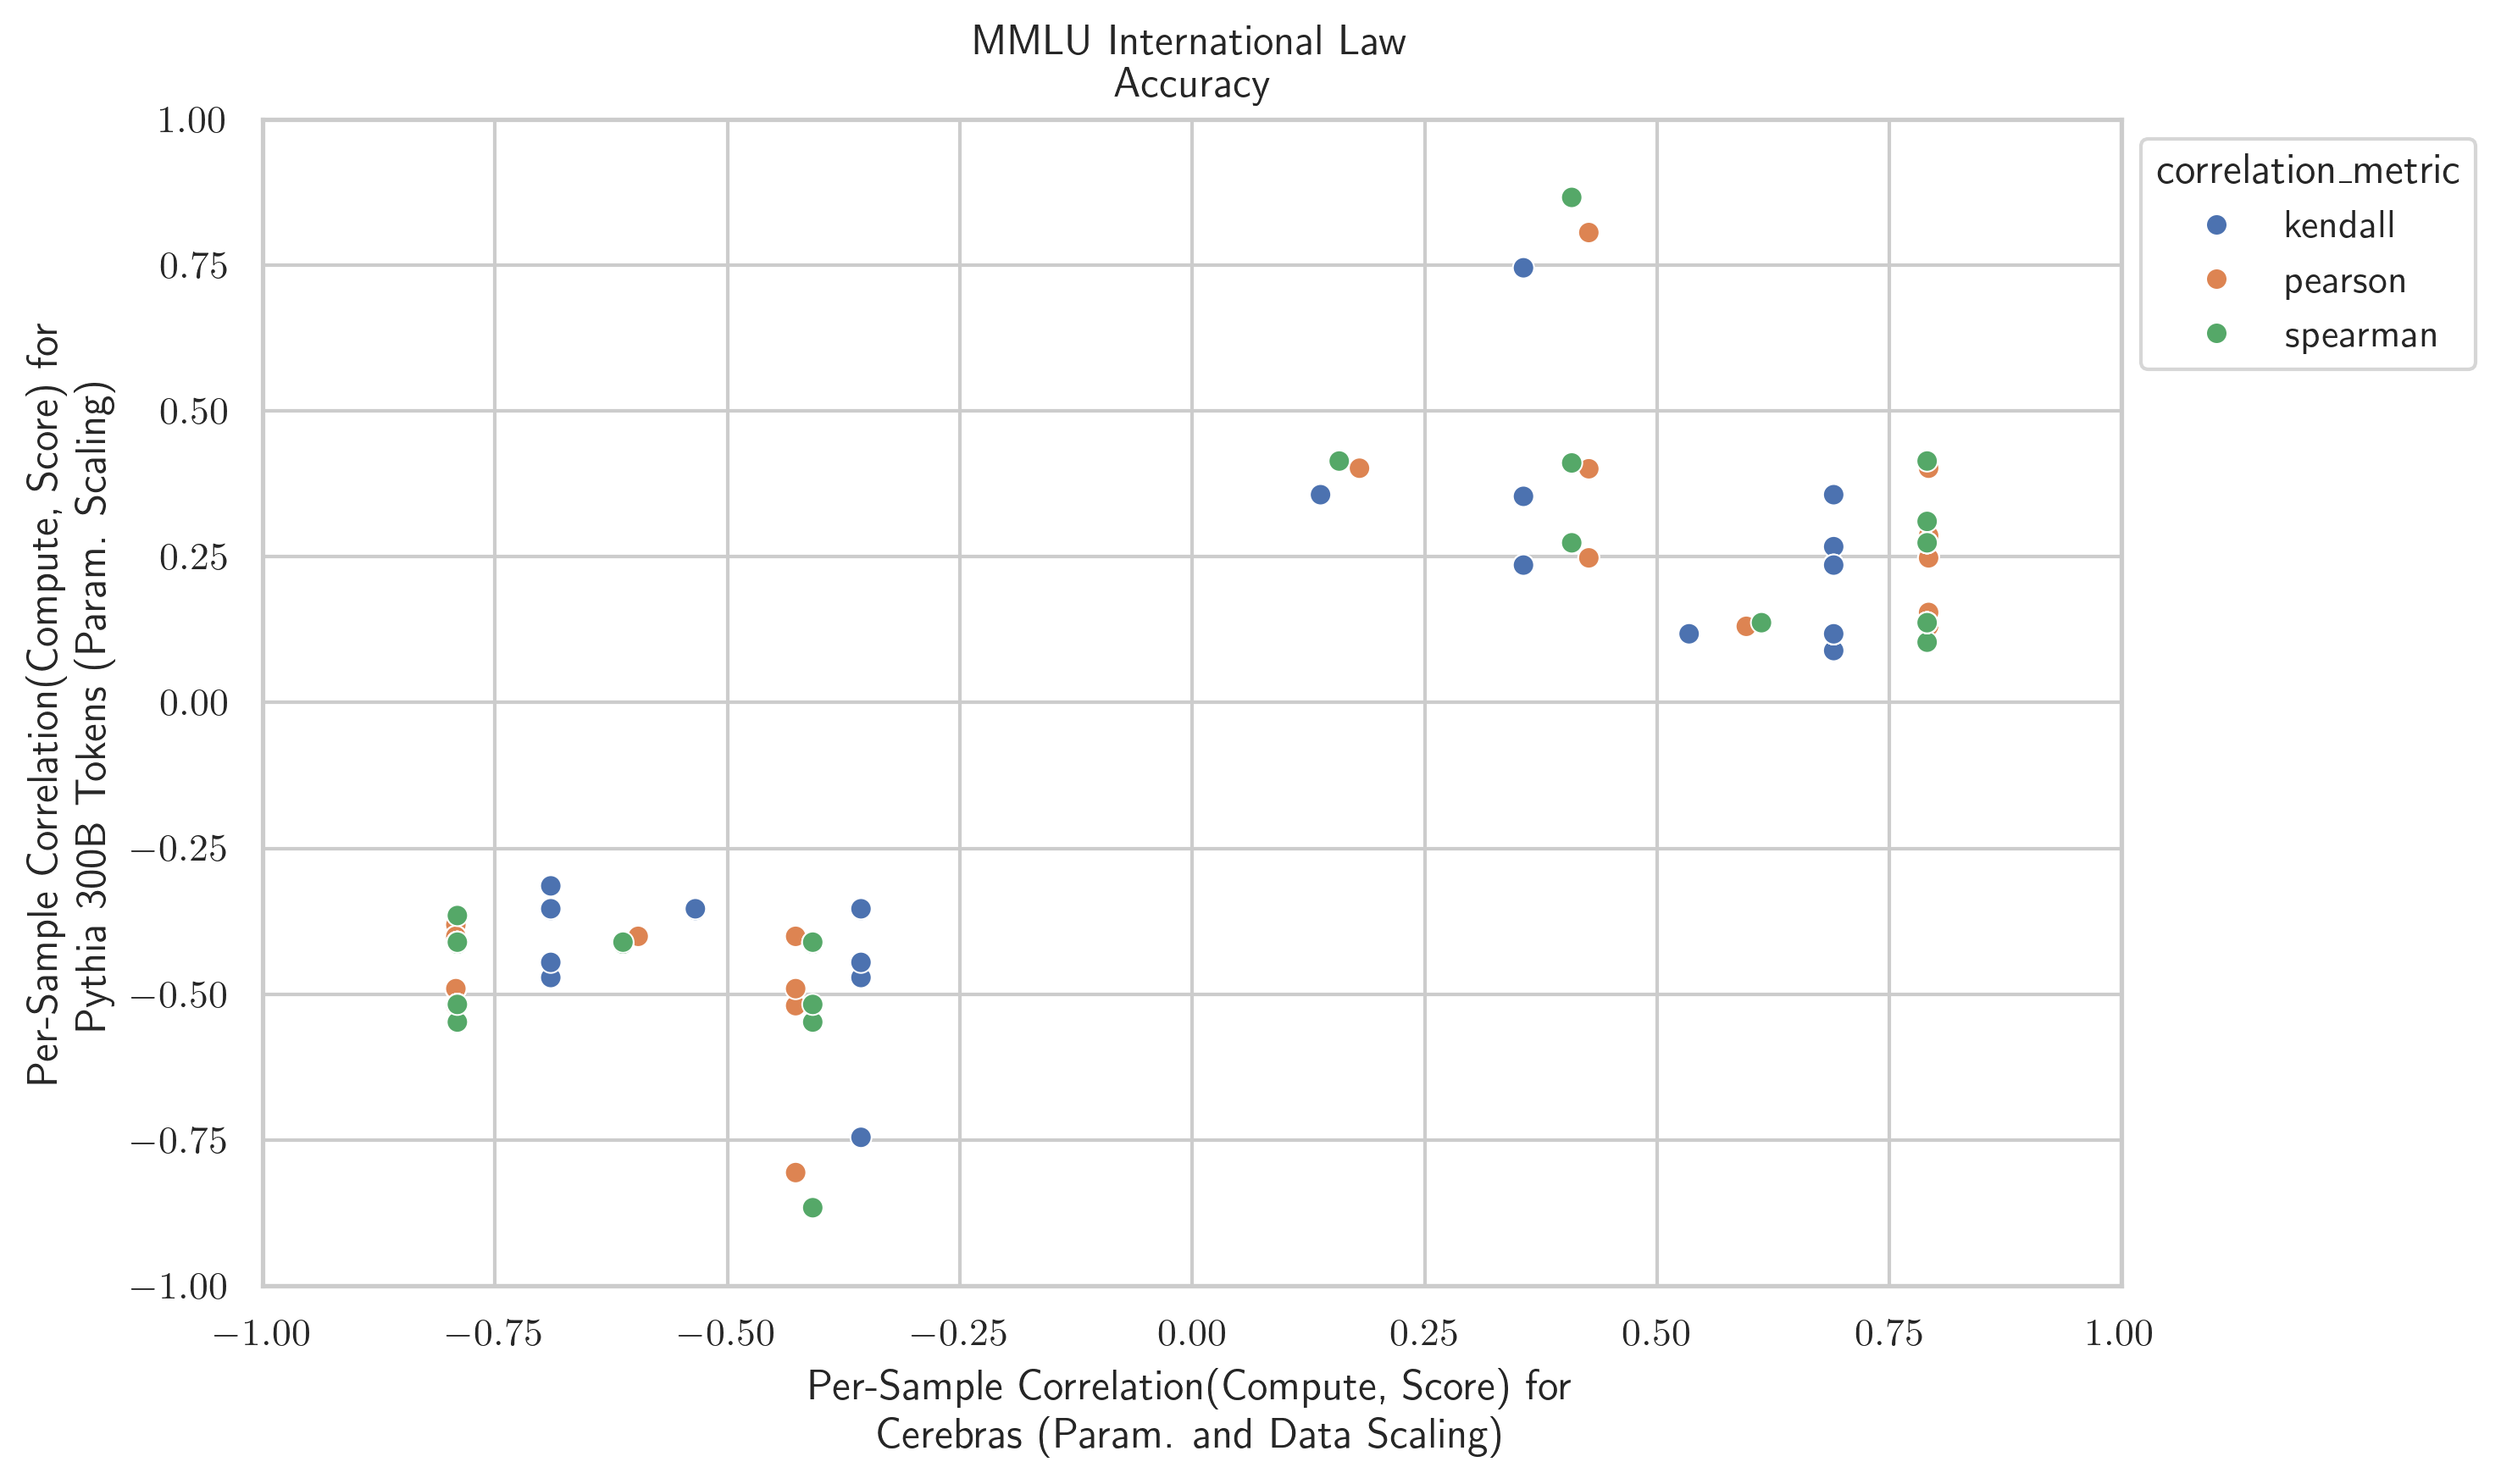 MMLU International Law
Accuracy
Per-Sample Correlation(Compute, Score) for
Pythia 300B Tokens (Param. Scaling)
1.00
0.75
0.50
0.25
0.00
−0.25
−0.50
−0.75
−1.00
−1.00
−0.75
−0.50
−0.25
0.00
0.25
0.50
0.75
1.00
Per-Sample Correlation(Compute, Score) for
Cerebras (Param. and Data Scaling)
correlation_metric
kendall
pearson
spearman